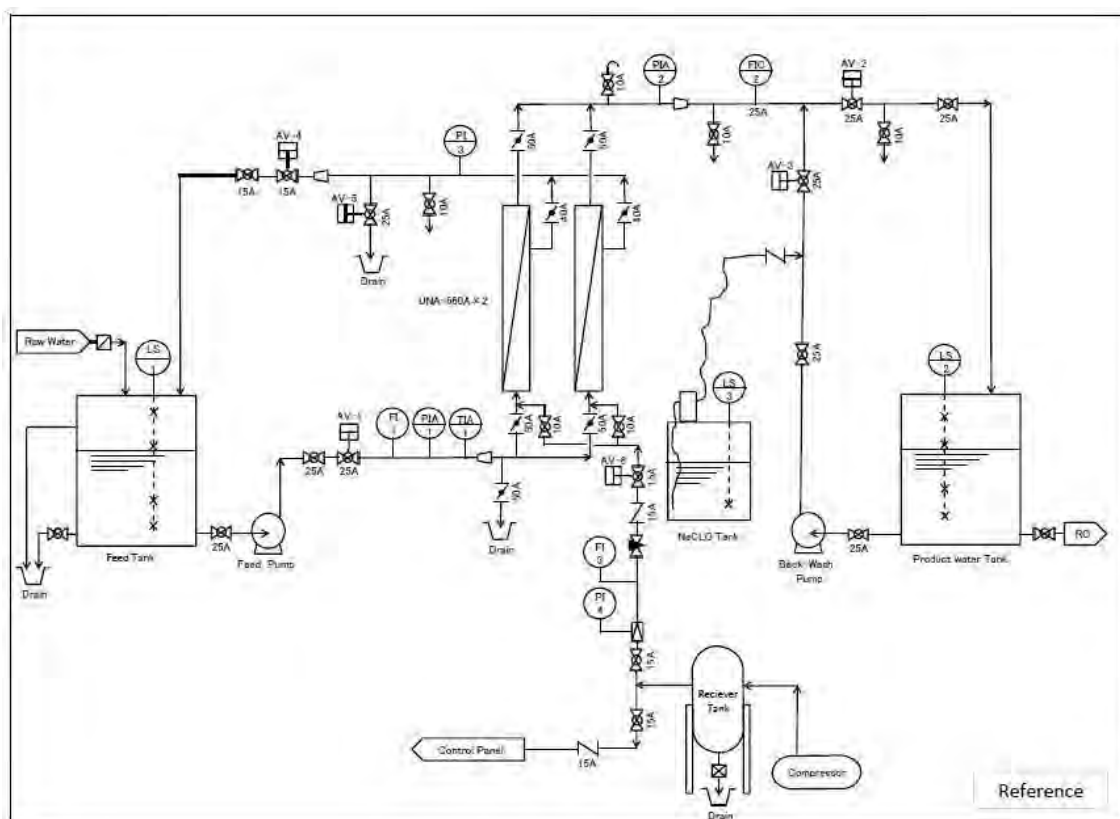 10A
PIA
2
FIC
2
25A
AV-2
25A
10A
25A
10A
AV-4
15A
15A
PI
3
50A
50A
AV-5
25A
10A
Drain
40A
40A
AV-3
25A
UNA-620A×2
Raw Water
LS
1
25A
LS
3
LS
2
AV-1
25A
25A
FI
1
PIA
1
TIA
1
50A
10A
50A
10A
AV-6
15A
50A
Drain
15A
NaCLO Tank
Feed Tank
25A
Feed Pump
Drain
Back Wash
Pump
25A
Product water Tank
RO
FI
3
PI
4
15A
15A
Reciever
Tank
Control Panel
15A
Compressor
Drain
Reference